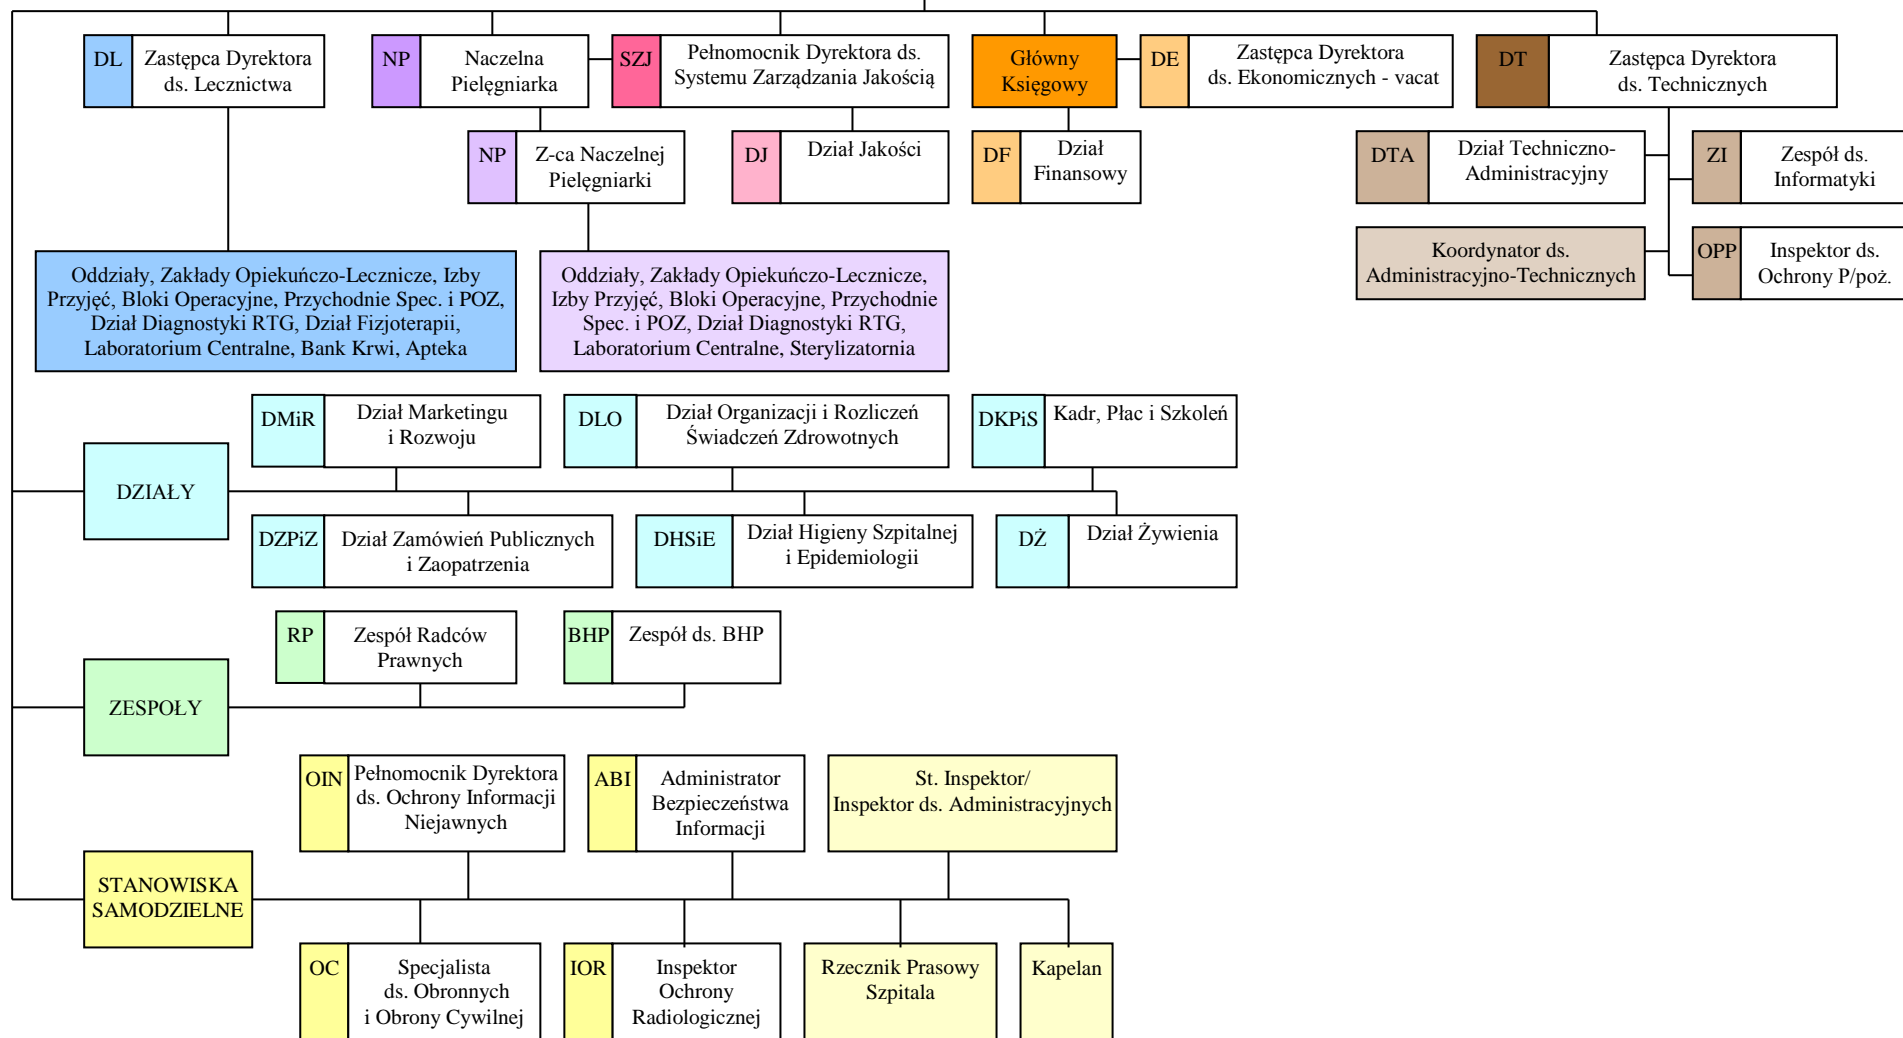 DL
Zastępca Dyrektora
ds. Lecznictwa
NP
Naczelna
Pielęgniarka
SZJ
Pełnomocnik Dyrektora ds.
Systemu Zarządzania Jakością
Główny
Księgowy
DE
Zastępca Dyrektora
ds. Ekonomicznych - vacat
DT
Zastępca Dyrektora
ds. Technicznych
NP
Z-ca Naczelnej
Pielęgniarki
DJ
Dział Jakości
DF
Dział
Finansowy
DTA
Dział Techniczno-
Administracyjny
ZI
Zespół ds.
Informatyki
Koordynator ds.
Administracyjno-Technicznych
OPP
Inspektor ds.
Ochrony P/poż.
Oddziały, Zakłady Opiekuńczo-Lecznicze, Izby
Przyjęć, Bloki Operacyjne, Przychodnie Spec. i POZ,
Dział Diagnostyki RTG, Dział Fizjoterapii,
Laboratorium Centralne, Bank Krwi, Apteka
Oddziały, Zakłady Opiekuńczo-Lecznicze,
Izby Przyjęć, Bloki Operacyjne, Przychodnie
Spec. i POZ, Dział Diagnostyki RTG,
Laboratorium Centralne, Sterylizatornia
DZIAŁY
DMiR
Dział Marketingu
i Rozwoju
DLO
Dział Organizacji i Rozliczeń
Świadczeń Zdrowotnych
DKPiS
Kadr, Płac i Szkoleń
DZPiZ
Dział Zamówień Publicznych
i Zaopatrzenia
DHSiE
Dział Higieny Szpitalnej
i Epidemiologii
DŻ
Dział Żywienia
ZESPOŁY
RP
Zespół Radców
Prawnych
BHP
Zespół ds. BHP
STANOWISKA
SAMODZIELNE
OIN
Pełnomocnik Dyrektora
ds. Ochrony Informacji
Niejawnych
ABI
Administrator
Bezpieczeństwa
Informacji
St. Inspektor/
Inspektor ds. Administracyjnych
OC
Specjalista
ds. Obronnych
i Obrony Cywilnej
IOR
Inspektor
Ochrony
Radiologicznej
Rzecznik Prasowy
Szpitala
Kapelan